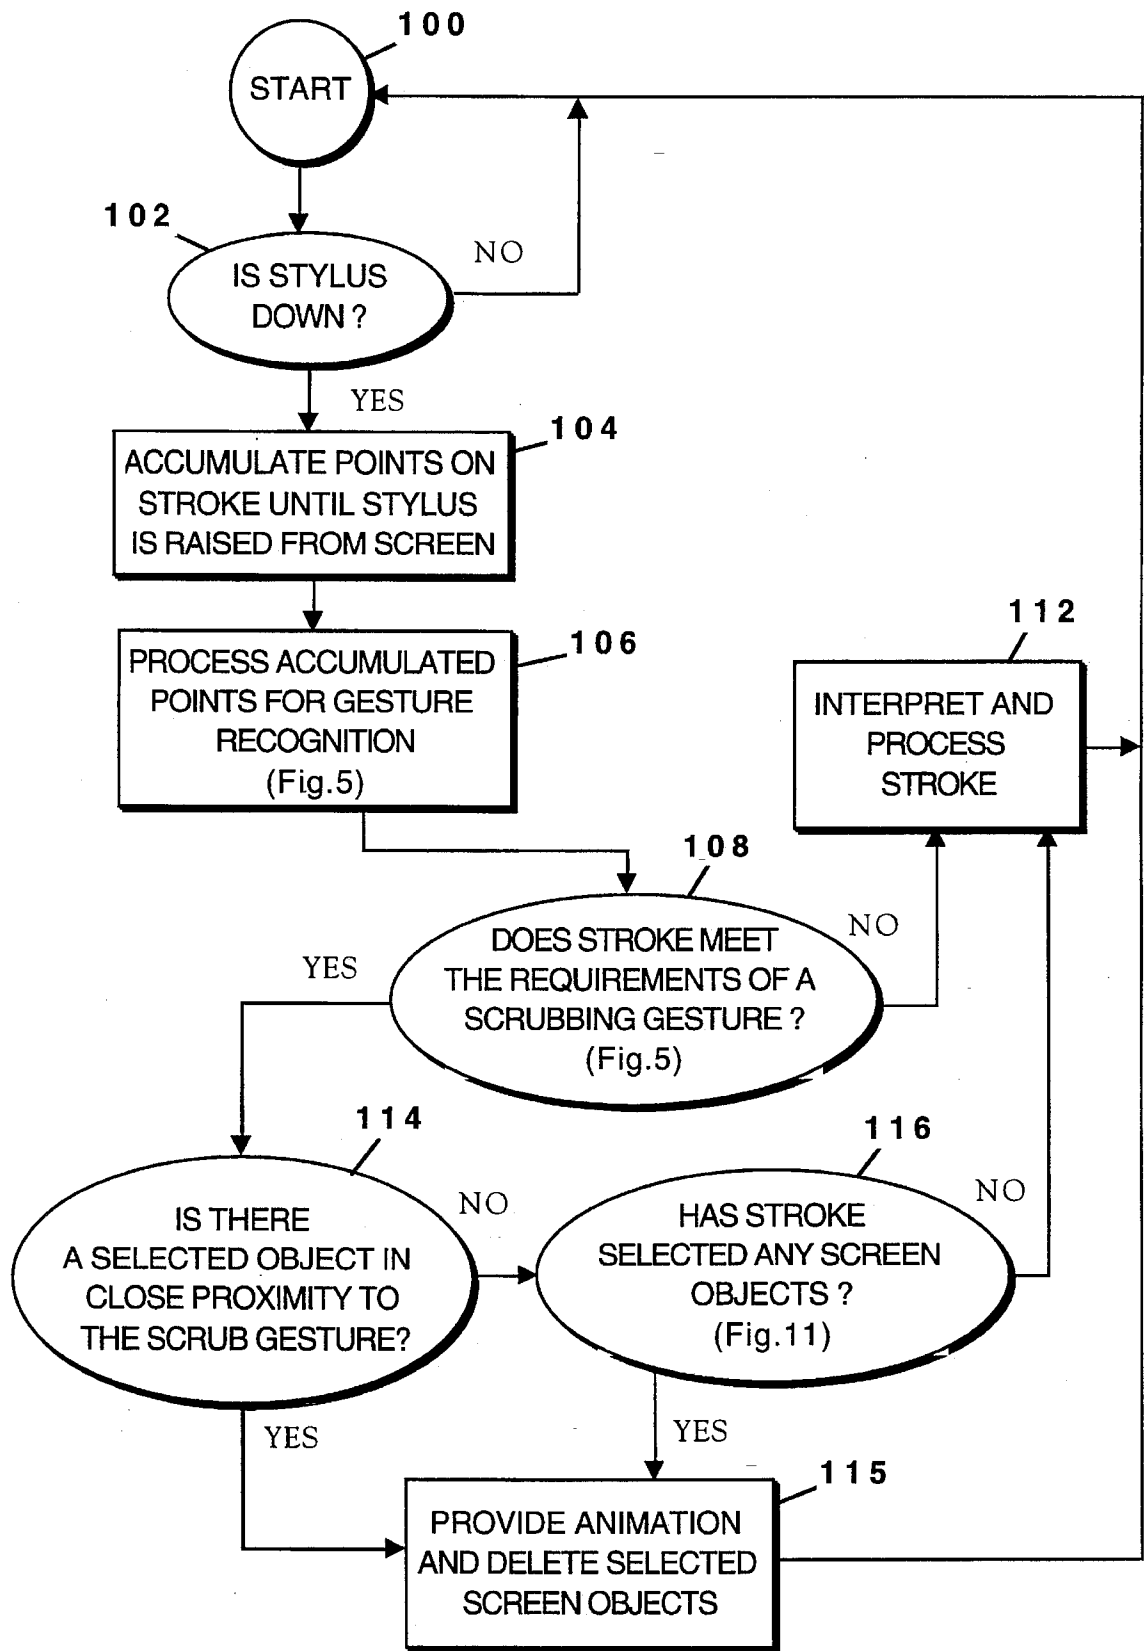 100
START
102
IS STYLUS
DOWN ?
NO
YES
104
ACCUMULATE POINTS ON
STROKE UNTIL STYLUS
IS RAISED FROM SCREEN
106
PROCESS ACCUMULATED
POINTS FOR GESTURE
RECOGNITION
(Fig.5)
112
INTERPRET AND
PROCESS
STROKE
108
DOES STROKE MEET
THE REQUIREMENTS OF A
SCRUBBING GESTURE ?
(Fig.5)
NO
YES
114
IS THERE
A SELECTED OBJECT IN
CLOSE PROXIMITY TO
THE SCRUB GESTURE?
NO
YES
116
HAS STROKE
SELECTED ANY SCREEN
OBJECTS ?
(Fig.11)
NO
YES
115
PROVIDE ANIMATION
AND DELETE SELECTED
SCREEN OBJECTS